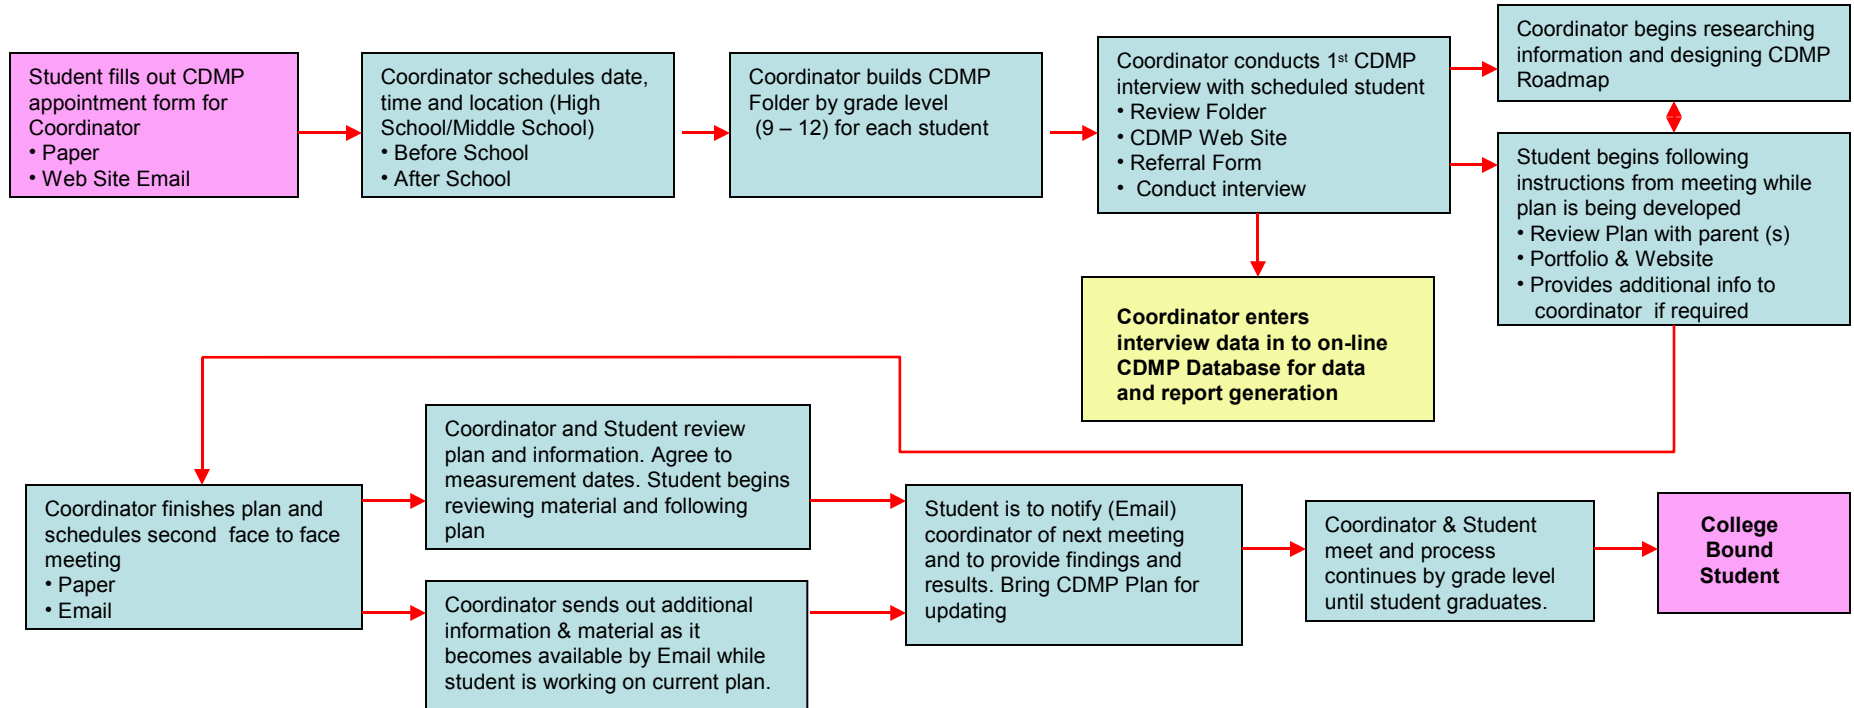 Student fills out CDMP
appointment form for
Coordinator
• Paper
• Web Site Email
Coordinator schedules date,
time and location (High
School/Middle School)
• Before School
• After School
Coordinator builds CDMP
Folder by grade level
(9 – 12) for each student
Coordinator conducts 1st CDMP
interview with scheduled student
• Review Folder
• CDMP Web Site
• Referral Form
• Conduct interview
Coordinator begins researching
information and designing CDMP
Roadmap
Student begins following
instructions from meeting while
plan is being developed
• Review Plan with parent (s)
• Portfolio & Website
• Provides additional info to
coordinator if required
Coordinator enters
interview data in to on-line
CDMP Database for data
and report generation
Coordinator finishes plan and
schedules second face to face
meeting
• Paper
• Email
Coordinator and Student review
plan and information. Agree to
measurement dates. Student begins
reviewing material and following
plan
Coordinator sends out additional
information & material as it
becomes available by Email while
student is working on current plan.
Student is to notify (Email)
coordinator of next meeting
and to provide findings and
results. Bring CDMP Plan for
updating
Coordinator & Student
meet and process
continues by grade level
until student graduates.
College
Bound
Student